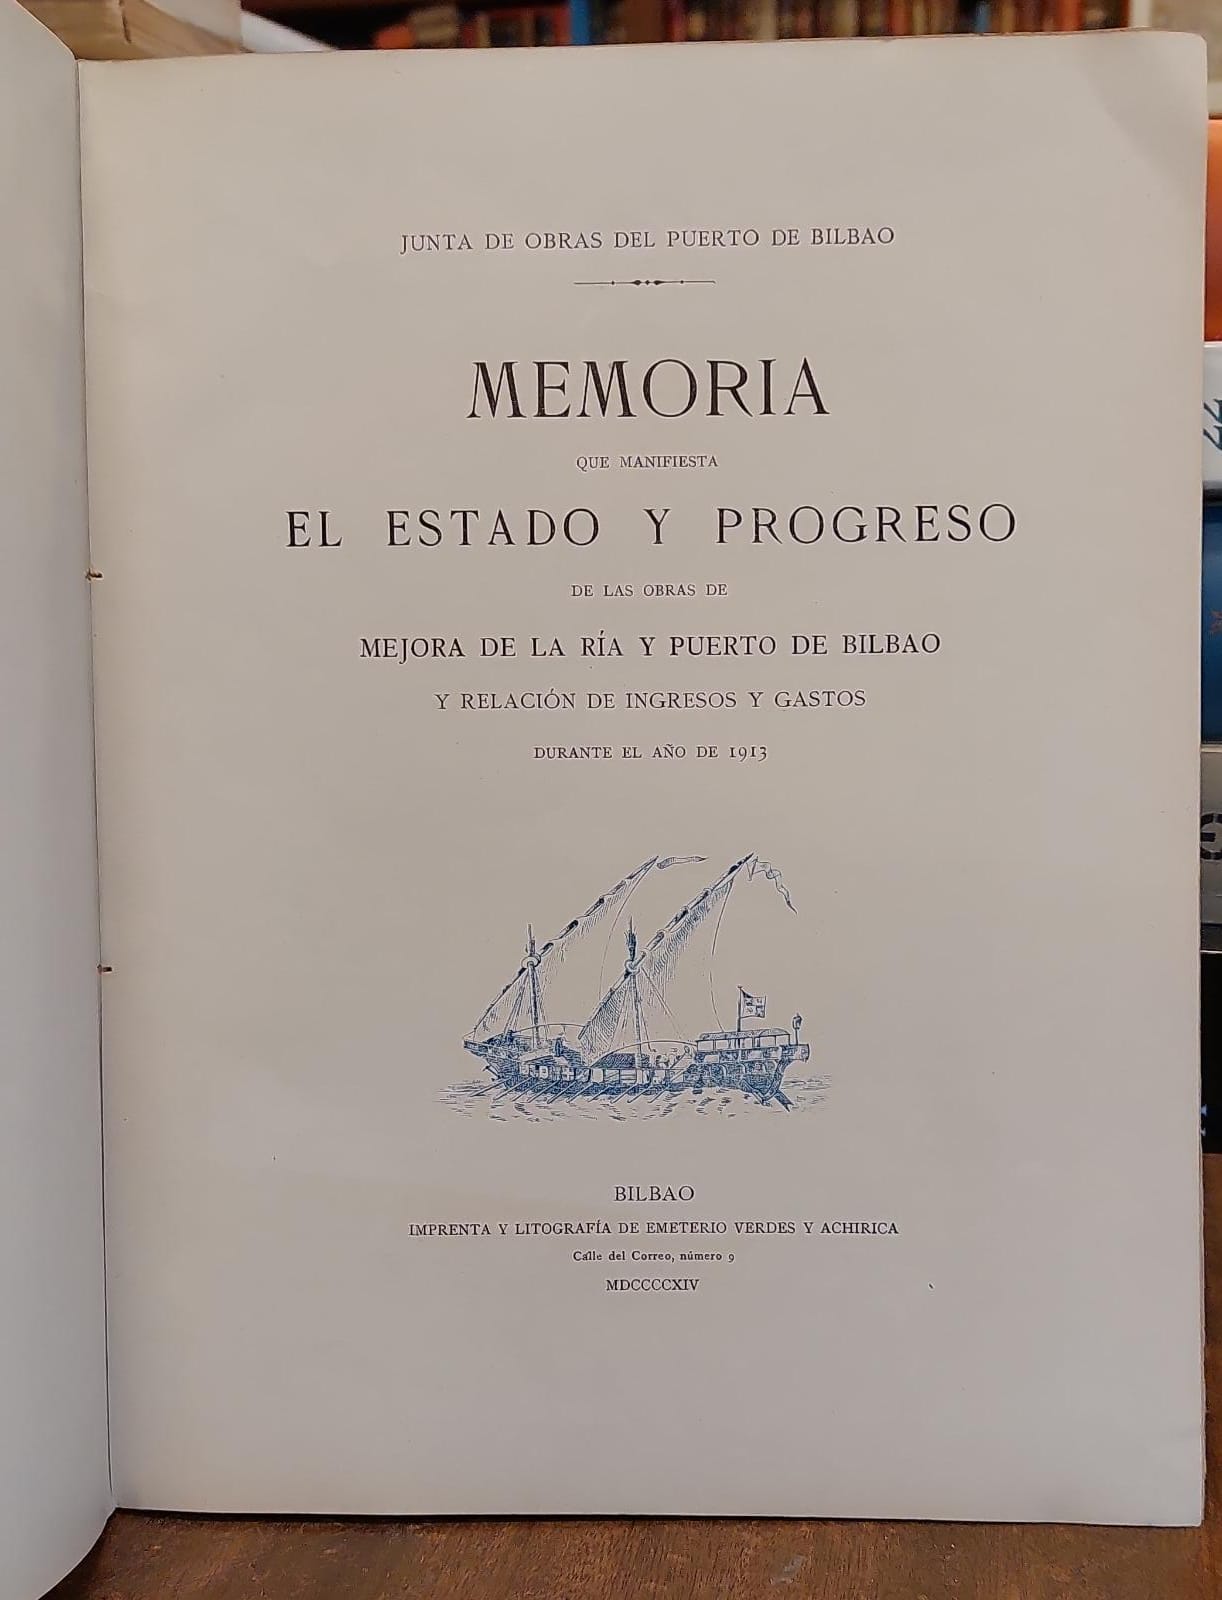 JUNTA DE OBRAS DEL PUERTO DE BILBAO
MEMORIA
QUE MANIFIESTA
EL ESTADO Y PROGRESO
DE LAS OBRAS DE
MEJORA DE LA RÍA Y PUERTO DE BILBAO
Y RELACIÓN DE INGRESOS Y GASTOS
DURANTE EL AÑO DE 1913
BILBAO
IMPRENTA Y LITOGRAFÍA DE EMETERIO VERDES Y ACHIRICA
Calle del Correo, número 9
MDCCCCXIV